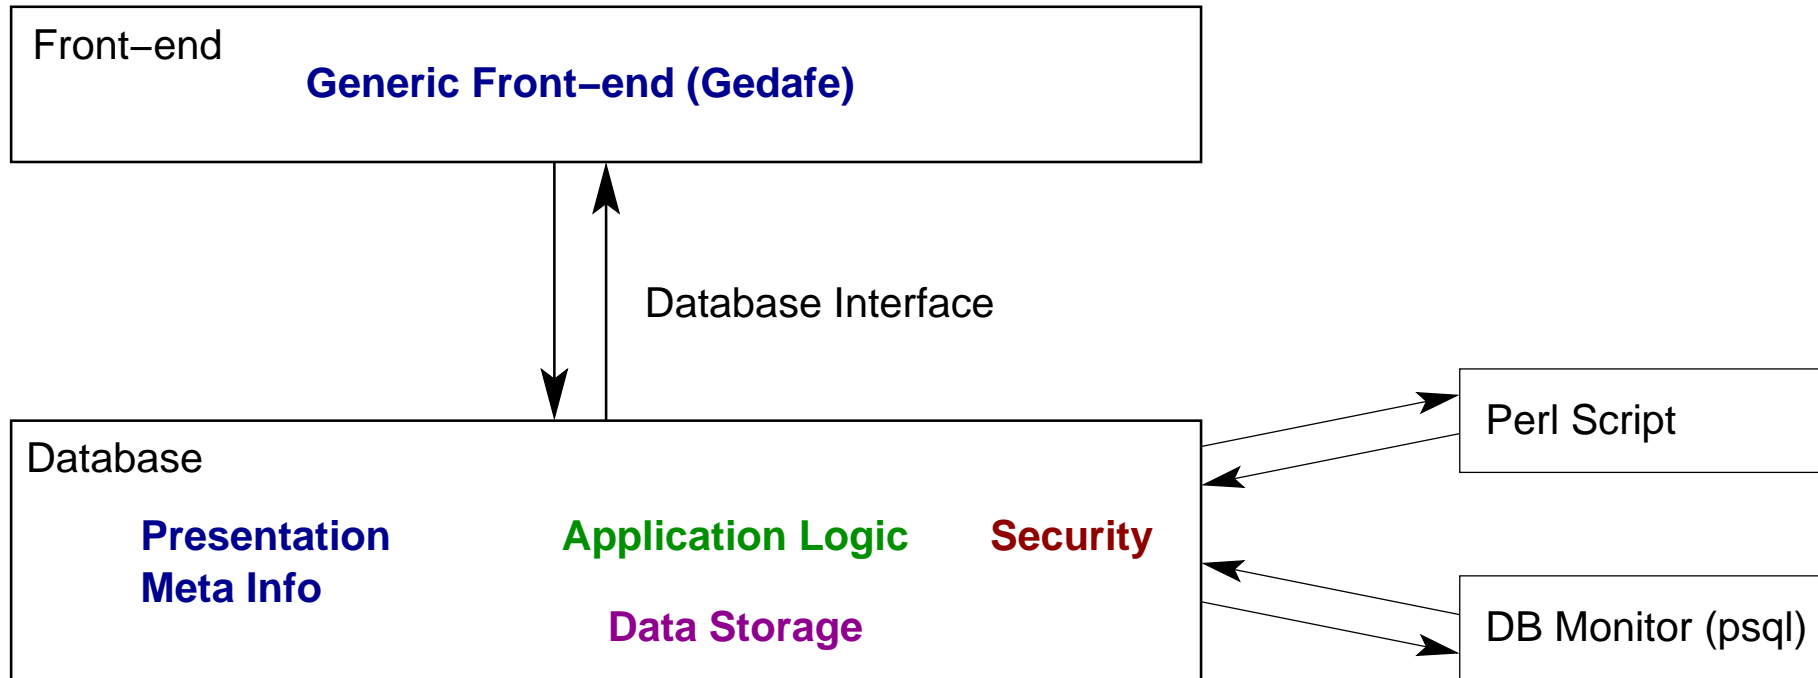 Front−end
Generic Front−end (Gedafe)
Database Interface
Perl Script
Database
Presentation
Meta Info
Application Logic
Security
Data Storage
DB Monitor (psql)